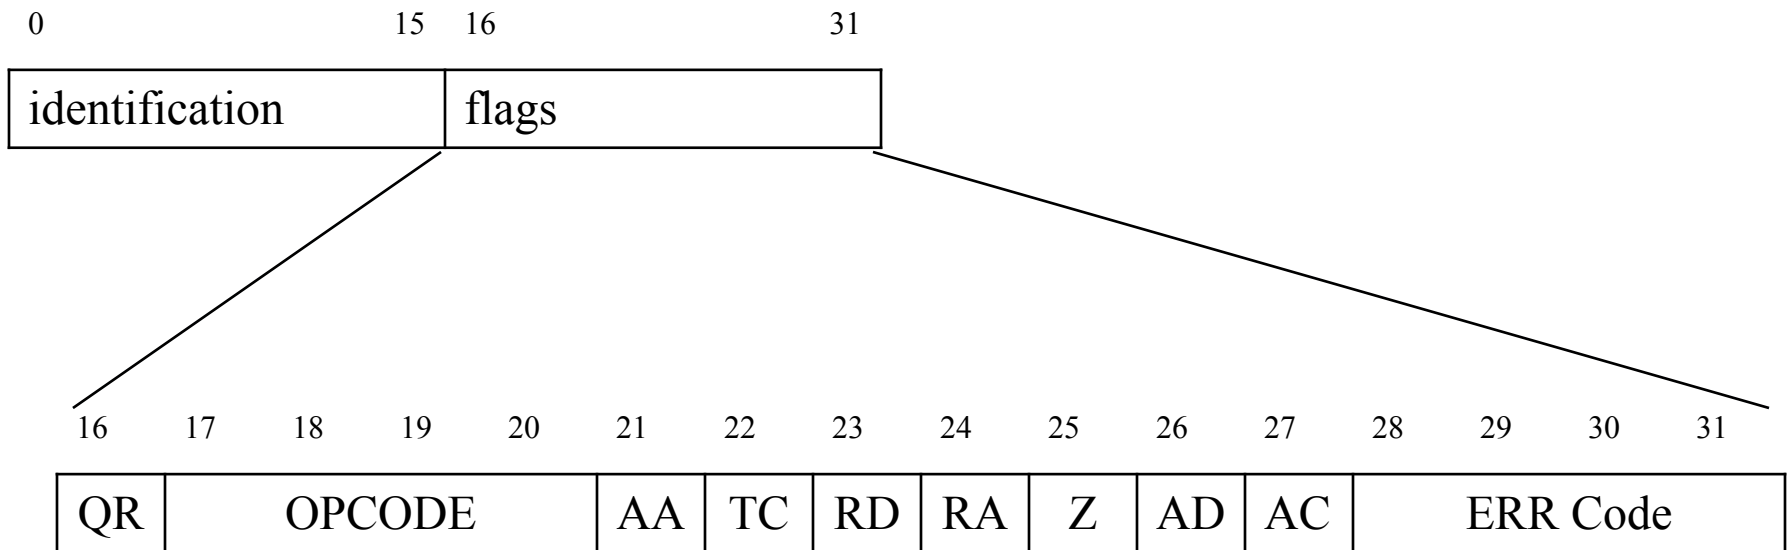 0 15 16 31
identification flags
16 17 18 19 20 21 22 23 24 25 26 27 28 29 30 31
QR OPCODE AA TC RD RA Z AD AC ERR Code